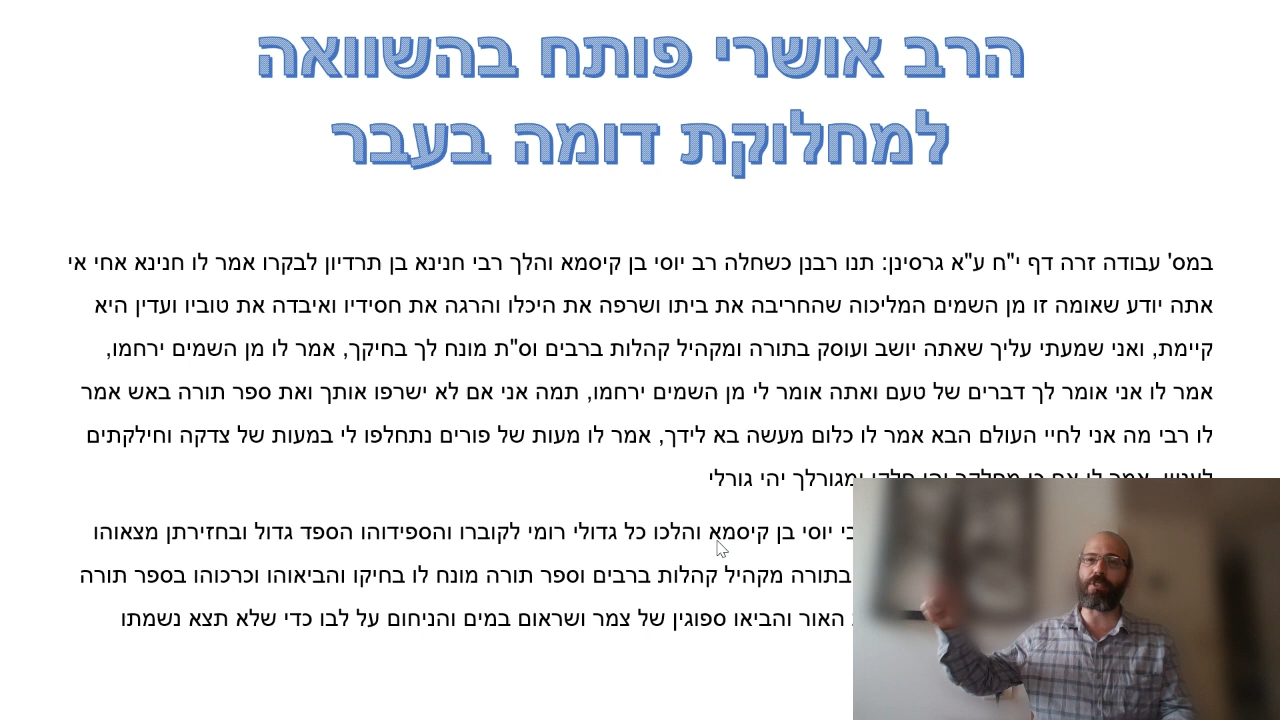 הרב אושרי פותח בהשוואה
למחלוקת דומה בעבר
במס' עבודה זרה דף י"ח ע"א גרסינן: תנו רבנן כשחלה רב יוסי בן קיסמא והלך רבי חנינא בן תרדיון לבקרו אמר לו חנינא אחי אי
אתה יודע שאומה זו מן השמים המליכוה שהחריבה את ביתו ושרפה את היכלו והרגה את חסידיו ואיבדה את טוביו ועדין היא
קיימת, ואני שמעתי עליך שאתה יושב ועוסק בתורה ומקהיל קהלות ברבים וס"ת מונח לך בחיקך, אמר לו מן השמים ירחמו,
אמר לו אני אומר לך דברים של טעם ואתה אומר לי מן השמים ירחמו, תמה אני אם לא ישרפו אותך ואת ספר תורה באש אמר
לו רבי מה אני לחיי העולם הבא אמר לו כלום מעשה בא לידך, אמר לו מעות של פורים נתחלפו לי במעות של צדקה וחילקתים
ומגורלך יהי גורלי
יוסי בן קיסמא והלכו כל גדולי רומי לקוברו והספידוהו הספד גדול ובחזירתן מצאוהו
בתורה מקהיל קהלות ברבים וספר תורה מונח לו בחיקו והביאוהו וכרכוהו בספר תורה
האור והביאו ספוגין של צמר ושראום במים והניחום על לבו כדי שלא תצא נשמתו